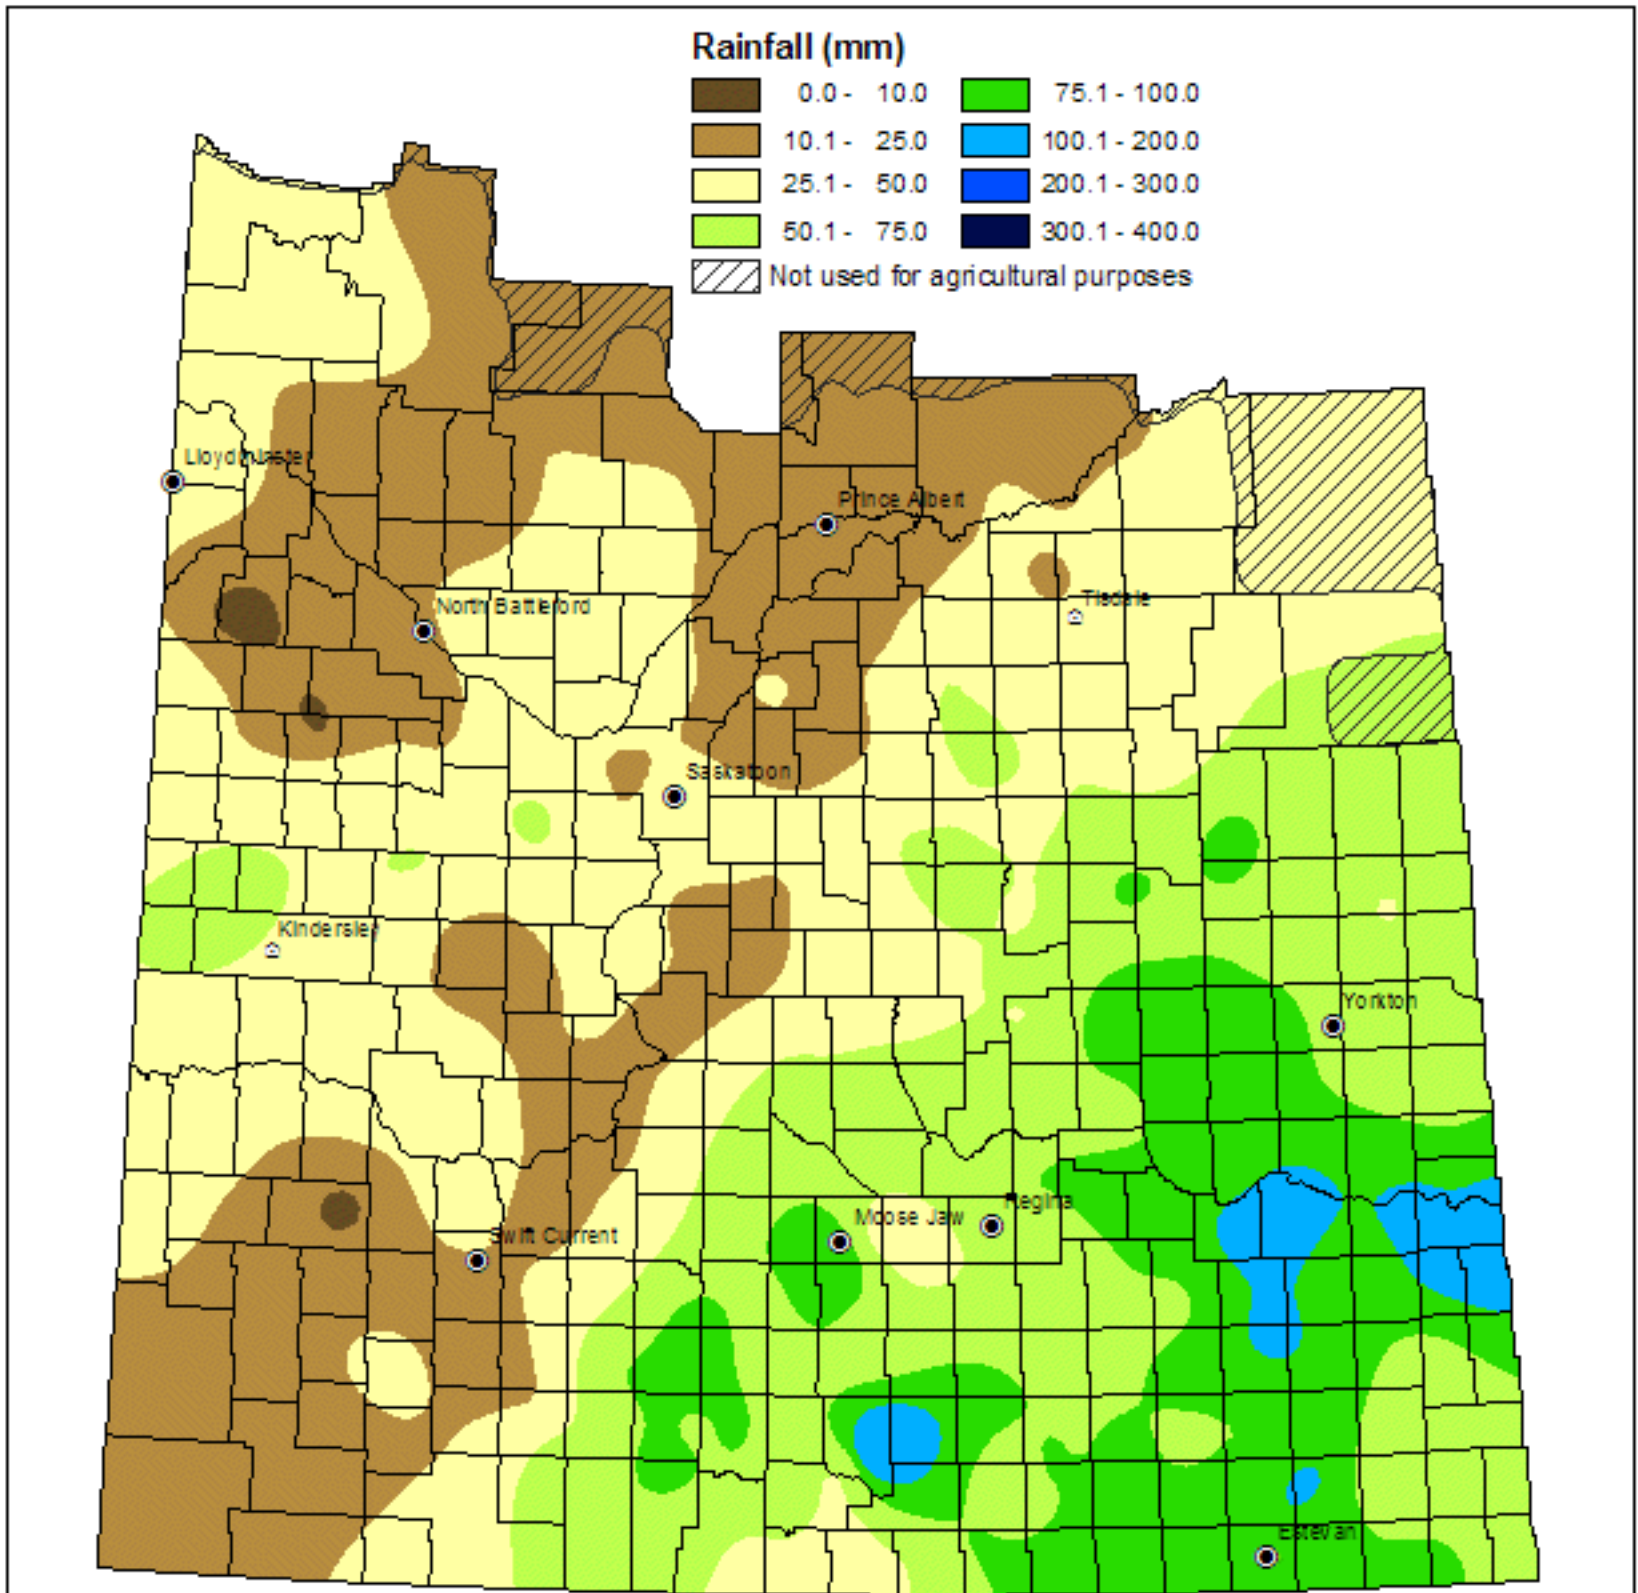 Rainfall (mm)
0.0 - 10.0
75.1 - 100.0
10.1 - 25.0
100.1 - 200.0
25.1 - 50.0
200.1 - 300.0
50.1 - 75.0
300.1 - 400.0
Not used for agricultural purposes
Lloydminster
Prince Albert
North Battleford
Tisdale
Saskatoon
Kindersley
Yorkton
Regina
Moose Jaw
Swift Current
Estevan